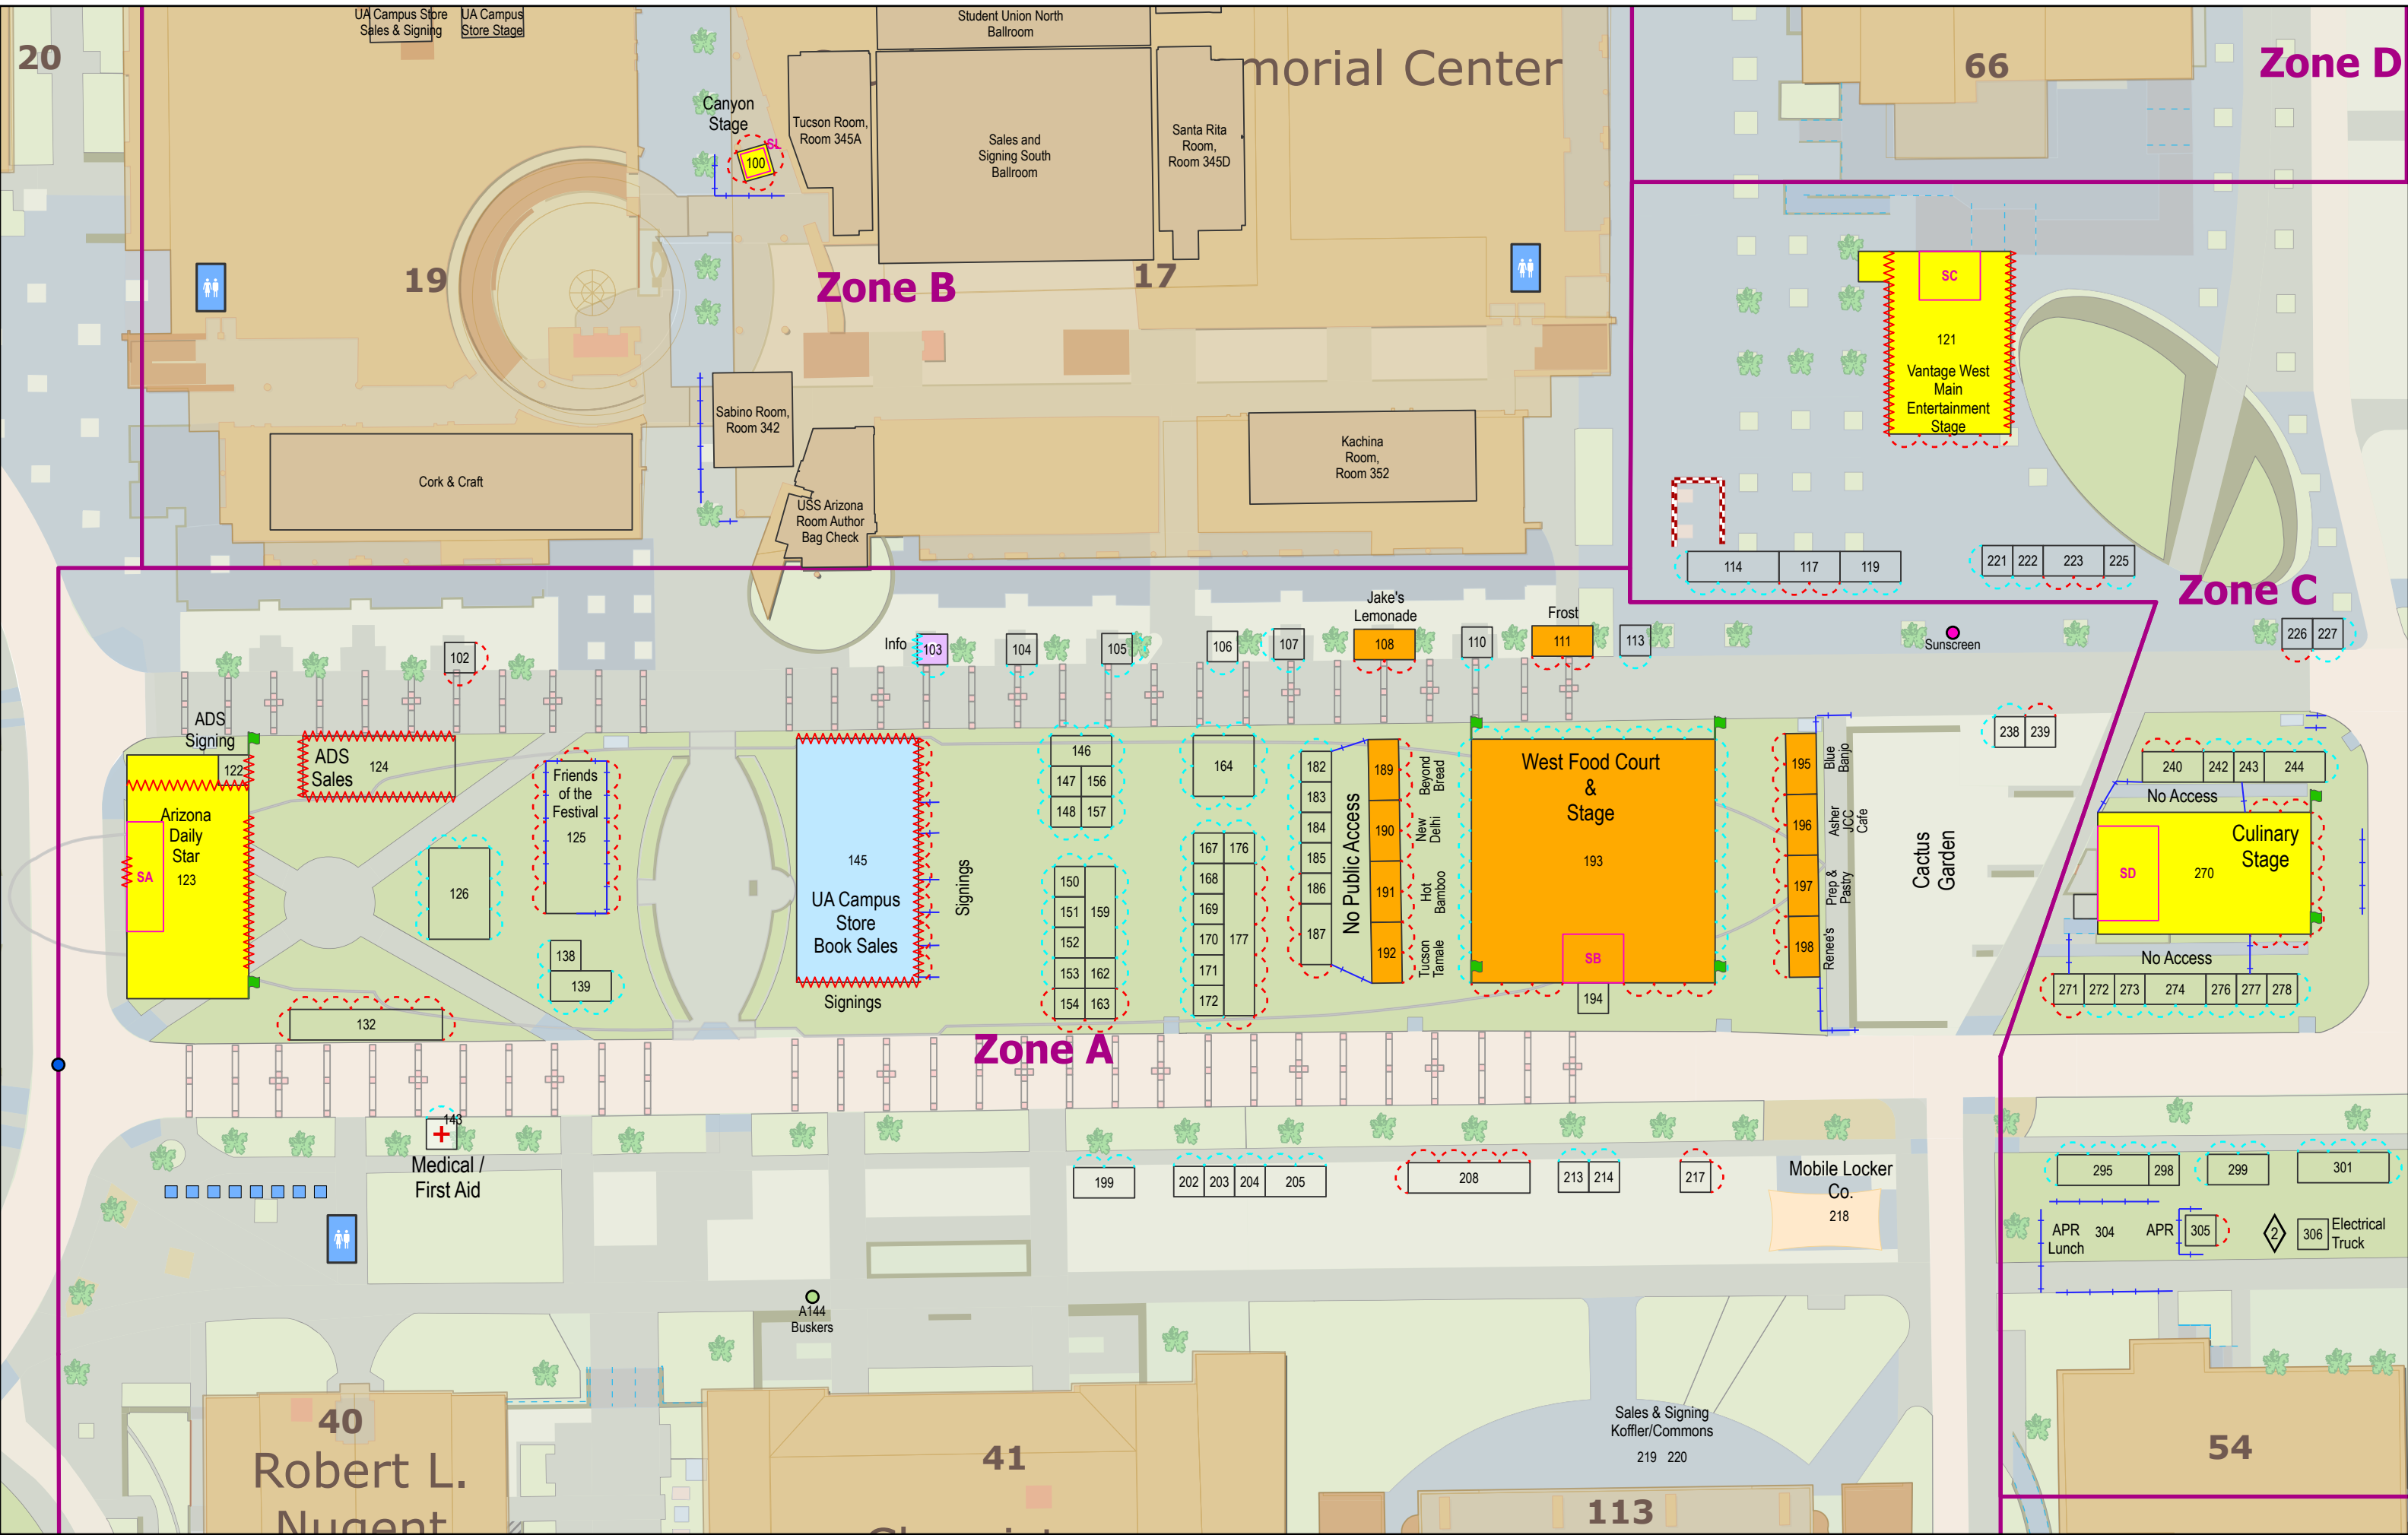 UA Campus Store
Sales & Signing
UA Campus
Store Stage
Student Union North
Ballroom
20
morial Center
66
Zone D
Canyon
Stage
SL
100
Tucson Room,
Room 345A
Sales and
Signing South
Ballroom
Santa Rita
Room,
Room 345D
19
Zone B
17
SC
121
Vantage West
Main
Entertainment
Stage
Cork & Craft
Sabino Room,
Room 342
USS Arizona
Room Author
Bag Check
Kachina
Room,
Room 352
114
117
119
221
222
223
225
Zone C
102
Info
103
104
105
106
107
Jake's
Lemonade
108
110
Frost
111
113
Sunscreen
226
227
ADS
Signing
122
ADS
Sales
124
Arizona
Daily
Star
123
SA
Friends
of the
Festival
125
126
138
139
132
145
UA Campus
Store
Book Sales
Signings
Signings
146
147
156
148
157
150
151
159
152
153
162
154
163
164
167
176
168
169
170
177
171
172
182
183
184
185
186
187
No Public Access
189
190
191
192
Beyond
Bread
New
Delhi
Hot
Bamboo
Tucson
Tamale
West Food Court
&
Stage
193
SB
194
195
196
197
198
Blue
Banjo
Asher
JCC
Cafe
Prep &
Pastry
Renee's
Cactus
Garden
238
239
240
242
243
244
No Access
Culinary
Stage
SD
270
No Access
271
272
273
274
276
277
278
Zone A
143
Medical /
First Aid
199
202
203
204
205
208
213
214
217
Mobile Locker
Co.
218
295
298
299
301
APR
Lunch
304
APR
305
2
306
Electrical
Truck
A144
Buskers
40
Robert L.
Nugent
41
Sales & Signing
Koffler/Commons
219 220
113
54